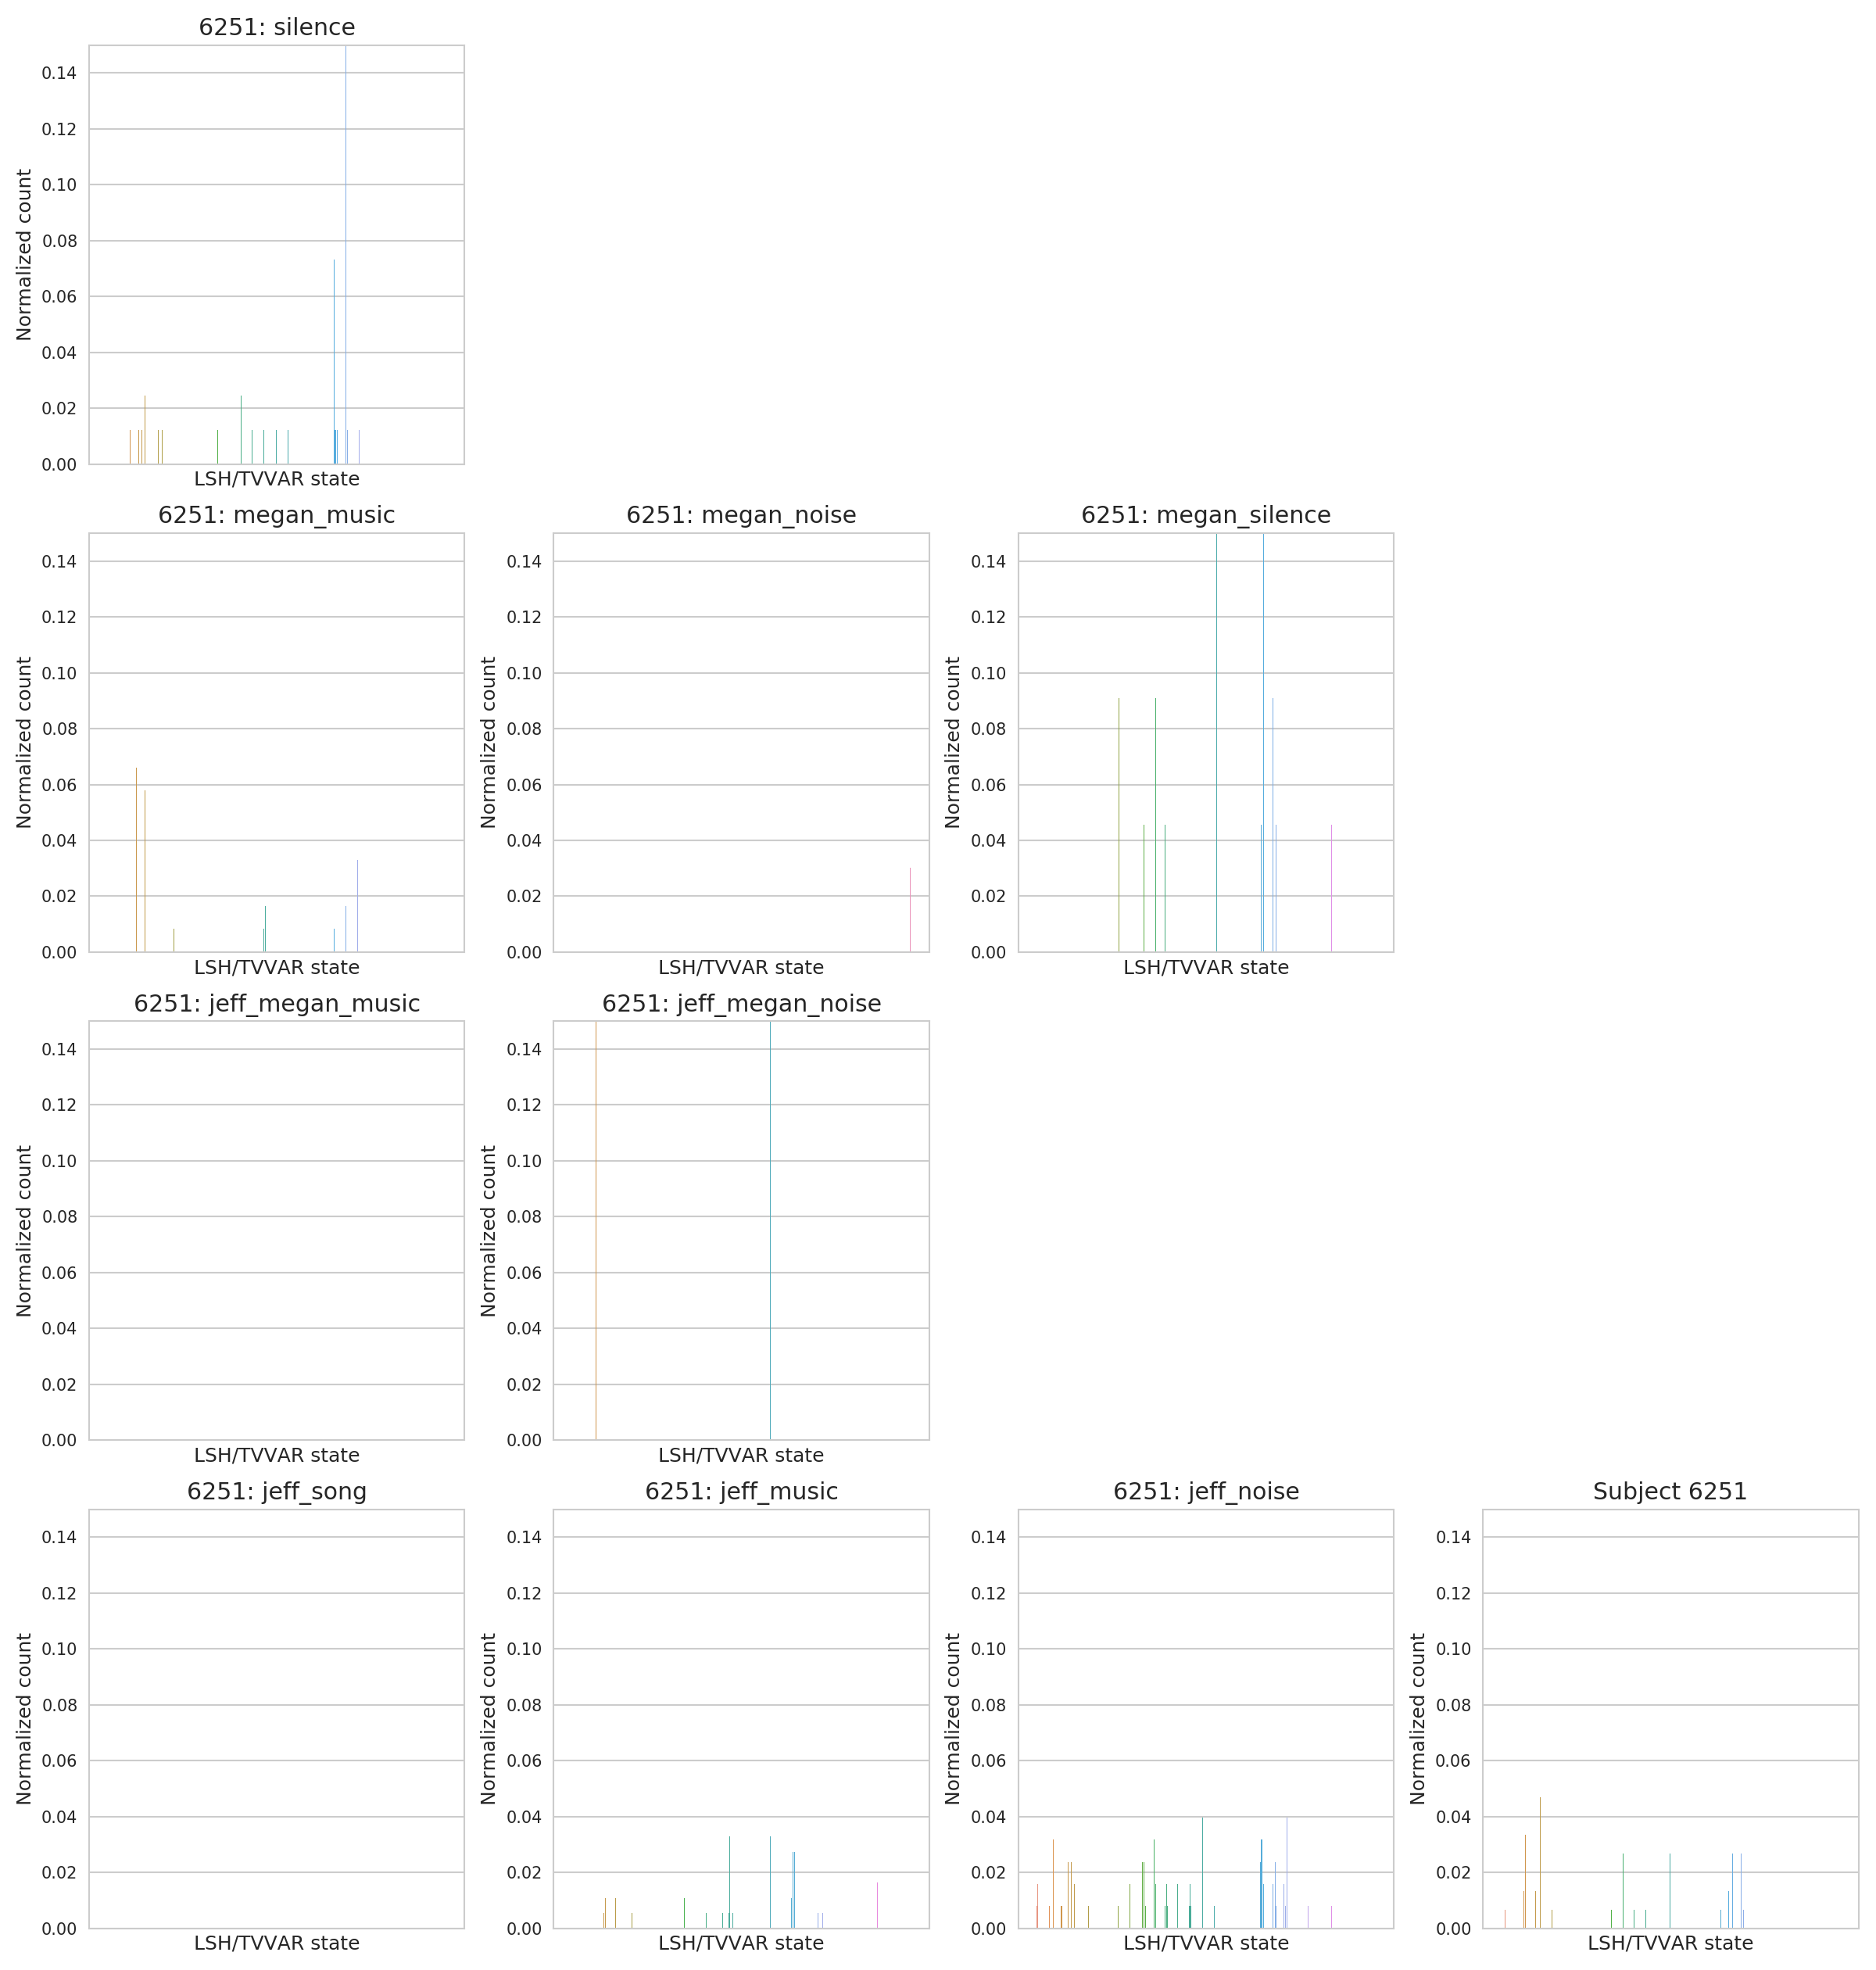 6251: silence
0.14
0.12
0.10
0.08
0.06
0.04
0.02
0.00
Normalized count
LSH/TVVAR state
6251: megan_music
0.14
0.12
0.10
0.08
0.06
0.04
0.02
0.00
Normalized count
LSH/TVVAR state
6251: megan_noise
0.14
0.12
0.10
0.08
0.06
0.04
0.02
0.00
Normalized count
LSH/TVVAR state
6251: megan_silence
0.14
0.12
0.10
0.08
0.06
0.04
0.02
0.00
Normalized count
LSH/TVVAR state
6251: jeff_megan_music
0.14
0.12
0.10
0.08
0.06
0.04
0.02
0.00
Normalized count
LSH/TVVAR state
6251: jeff_megan_noise
0.14
0.12
0.10
0.08
0.06
0.04
0.02
0.00
Normalized count
LSH/TVVAR state
6251: jeff_song
0.14
0.12
0.10
0.08
0.06
0.04
0.02
0.00
Normalized count
LSH/TVVAR state
6251: jeff_music
0.14
0.12
0.10
0.08
0.06
0.04
0.02
0.00
Normalized count
LSH/TVVAR state
6251: jeff_noise
0.14
0.12
0.10
0.08
0.06
0.04
0.02
0.00
Normalized count
LSH/TVVAR state
Subject 6251
0.14
0.12
0.10
0.08
0.06
0.04
0.02
0.00
Normalized count
LSH/TVVAR state